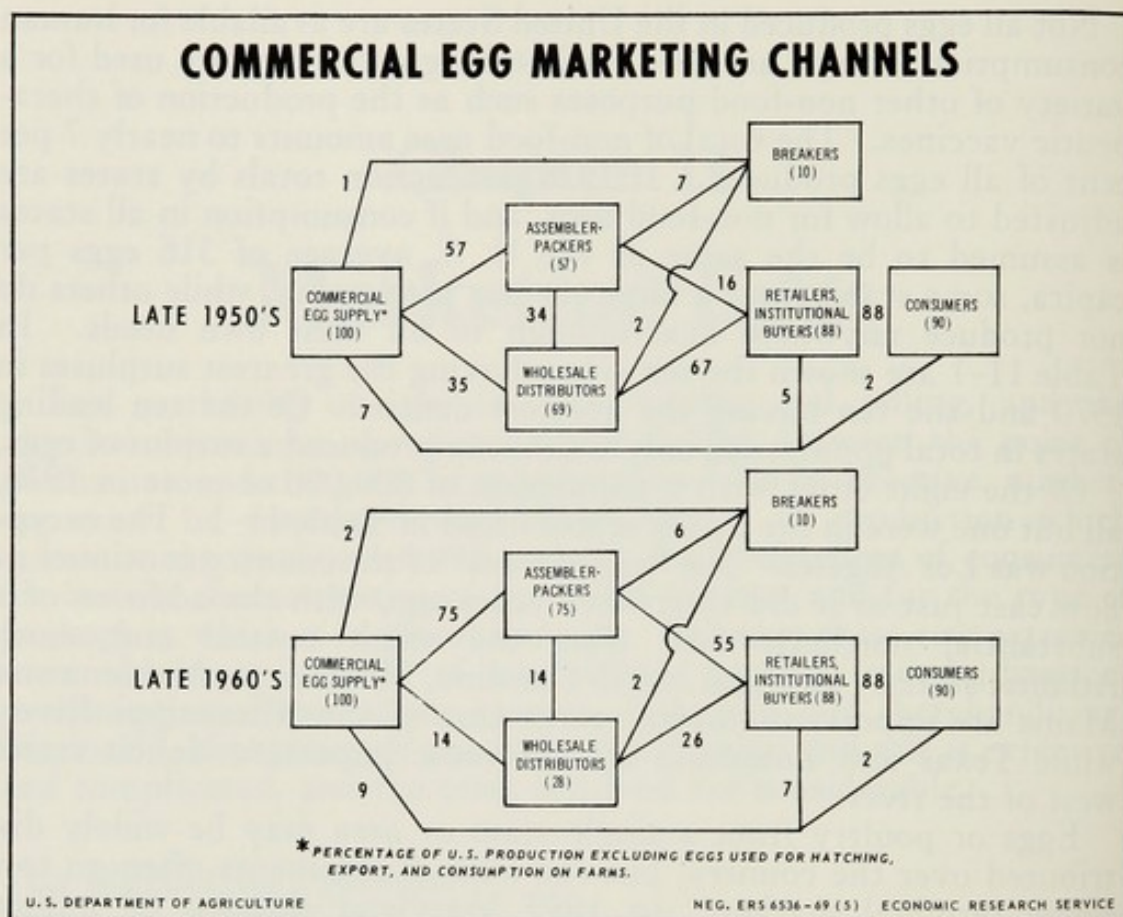 COMMERCIAL EGG MARKETING CHANNELS
BREAKERS
(10)
1
7
57
ASSEMBLER-
PACKERS
(57)
16
LATE 1950'S
COMMERCIAL
EGG SUPPLY*
(100)
34
2
RETAILERS,
INSTITUTIONAL
BUYERS (88)
88
CONSUMERS
(90)
35
WHOLESALE
DISTRIBUTORS
(69)
67
7
5
2
BREAKERS
(10)
2
6
75
ASSEMBLER-
PACKERS
(75)
55
LATE 1960'S
COMMERCIAL
EGG SUPPLY*
(100)
14
2
RETAILERS,
INSTITUTIONAL
BUYERS (88)
88
CONSUMERS
(90)
14
WHOLESALE
DISTRIBUTORS
(28)
26
9
7
2
*PERCENTAGE OF U.S. PRODUCTION EXCLUDING EGGS USED FOR HATCHING,
EXPORT, AND CONSUMPTION ON FARMS.
U.S. DEPARTMENT OF AGRICULTURE
NEG. ERS 6536-69 (5) ECONOMIC RESEARCH SERVICE